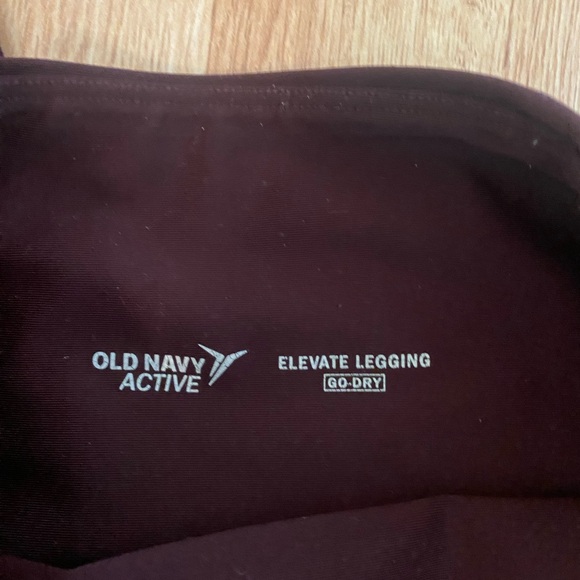 OLD NAVY
ACTIVE
ELEVATE LEGGING
GO-DRY